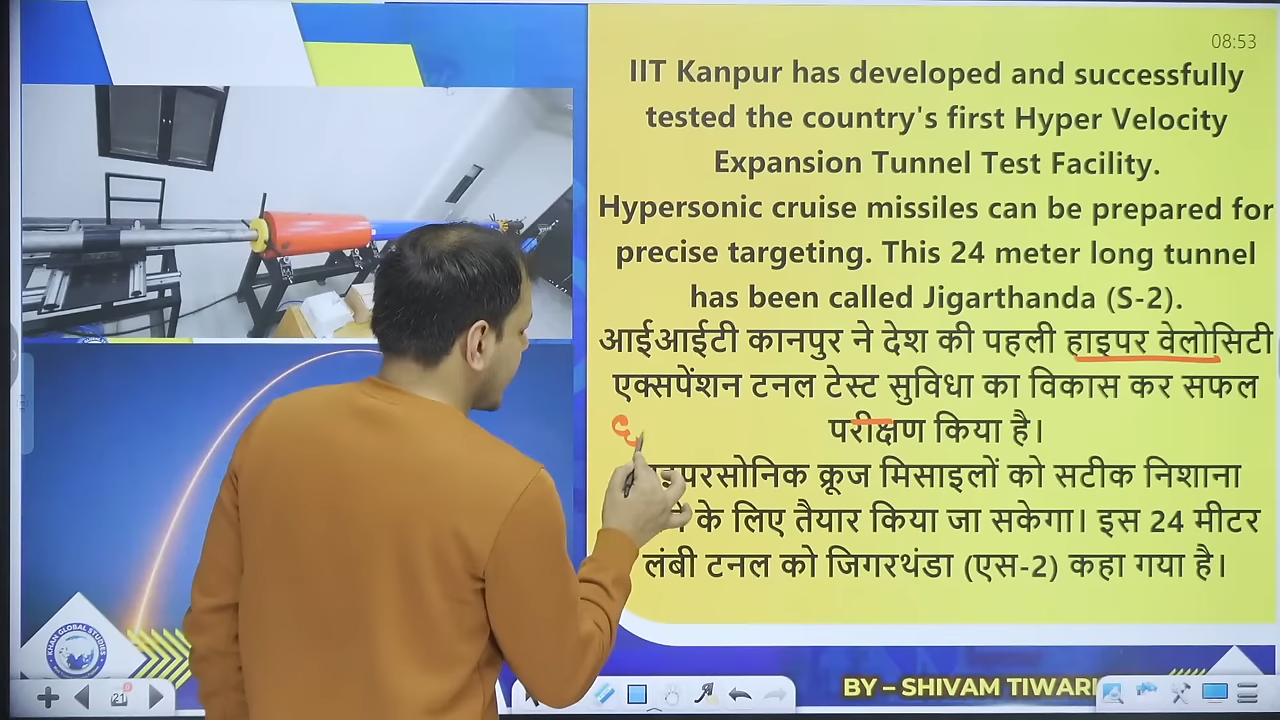 08:53
IIT Kanpur has developed and successfully
tested the country's first Hyper Velocity
Expansion Tunnel Test Facility.
Hypersonic cruise missiles can be prepared for
precise targeting. This 24 meter long tunnel
has been called Jigarthanda (S-2).
आईआईटी कानपुर ने देश की पहली हाइपर वेलोसिटी
एक्सपेंशन टनल टेस्ट सुविधा का विकास कर सफल
परीक्षण किया है।
क्रूज मिसाइलों को सटीक निशाना
के लिए तैयार किया जा सकेगा। इस 24 मीटर
लंबी टनल को जिगरथंडा (एस-2) कहा गया है।
KHAN GLOBAL STUDIES
21
BY – SHIVAM TIWARI